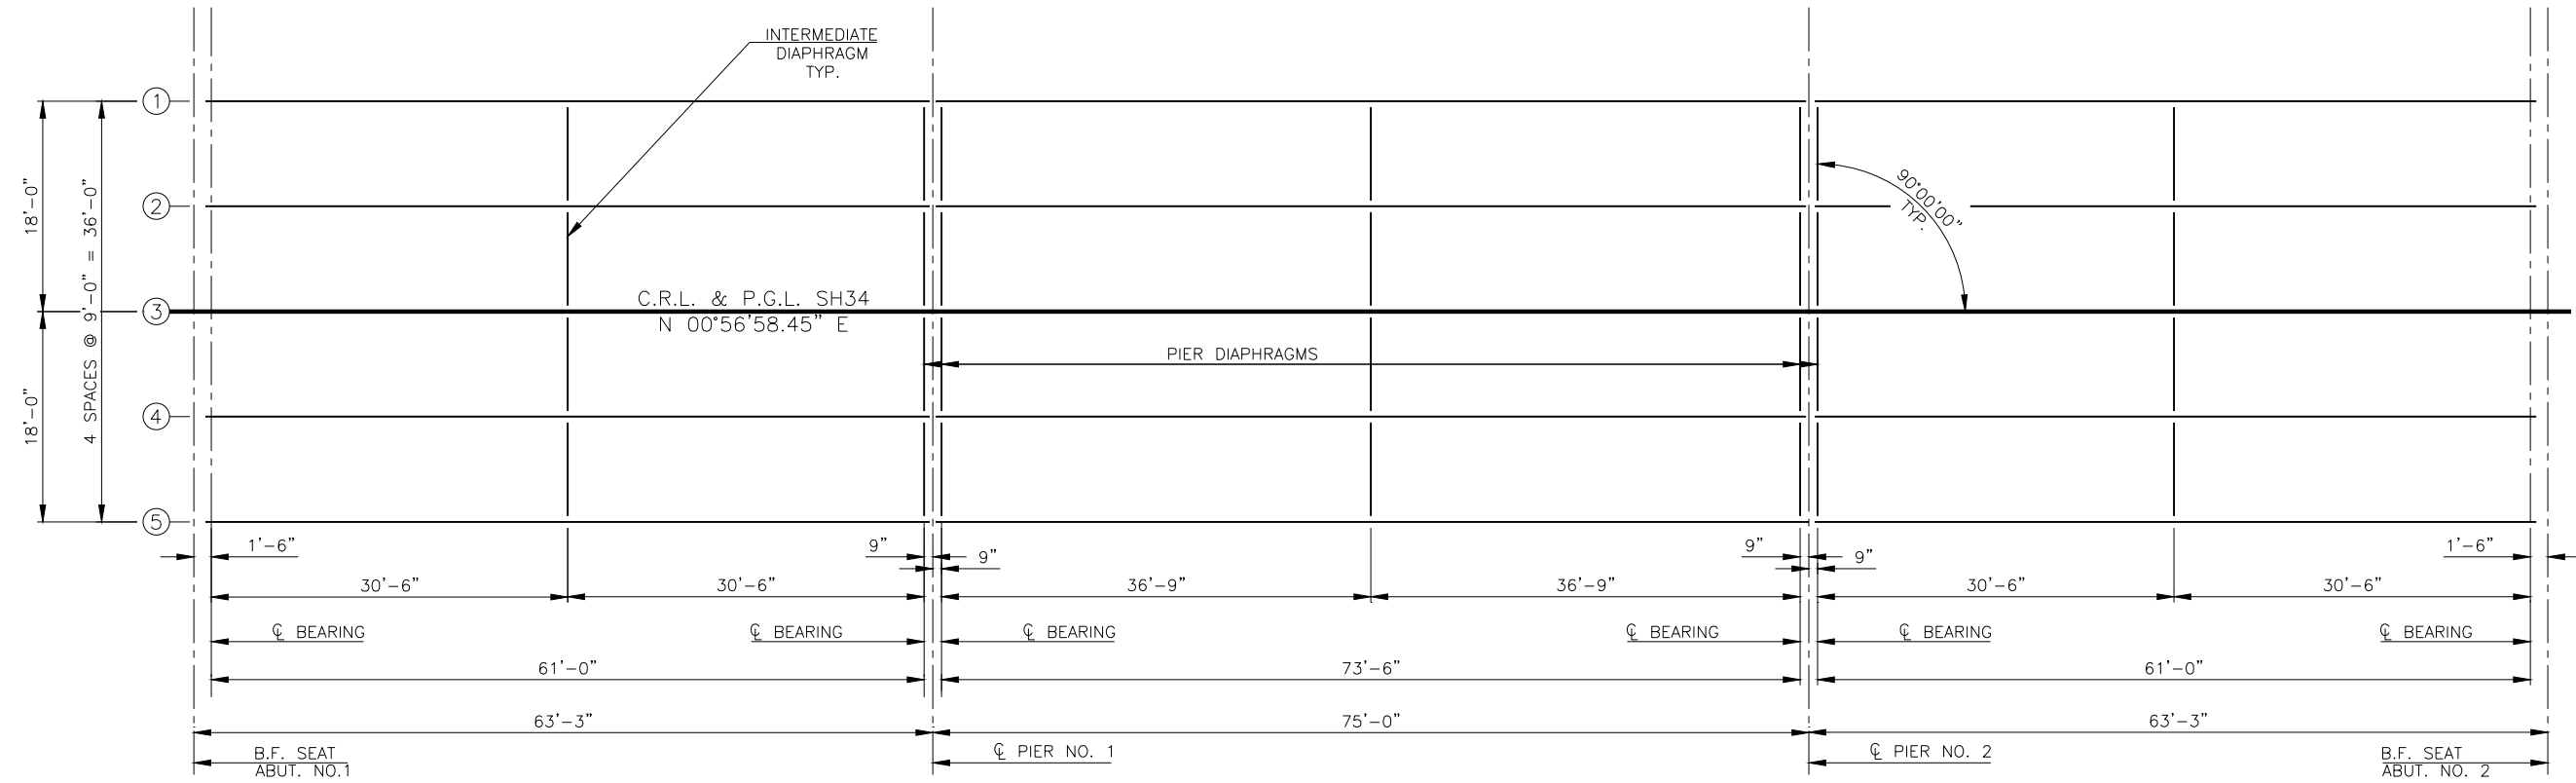 INTERMEDIATE
DIAPHRAGM
TYP.
1
2
3
4
5
18'-0"
18'-0"
4 SPACES @ 9'-0" = 36'-0"
90°00'00"
TYP.
C.R.L. & P.G.L. SH34
N 00°56'58.45" E
PIER DIAPHRAGMS
1'-6" 9" 9" 9" 9" 1'-6"
30'-6" 30'-6" 36'-9" 36'-9" 30'-6" 30'-6"
℄ BEARING ℄ BEARING ℄ BEARING ℄ BEARING ℄ BEARING ℄ BEARING
61'-0" 73'-6" 61'-0"
63'-3" 75'-0" 63'-3"
B.F. SEAT
ABUT. NO.1
℄ PIER NO. 1
℄ PIER NO. 2
B.F. SEAT
ABUT. NO. 2